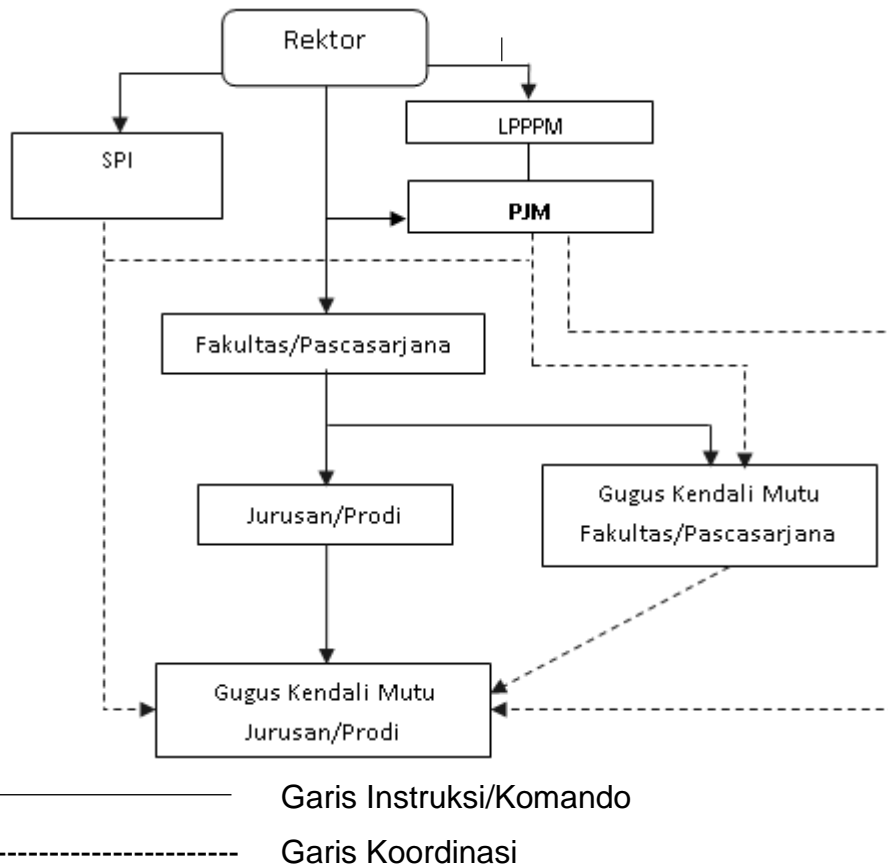 Rektor
LPPPM
SPI
PJM
Fakultas/Pascasarjana
Gugus Kendali Mutu
Fakultas/Pascasarjana
Jurusan/Prodi
Gugus Kendali Mutu
Jurusan/Prodi
Garis Instruksi/Komando
Garis Koordinasi